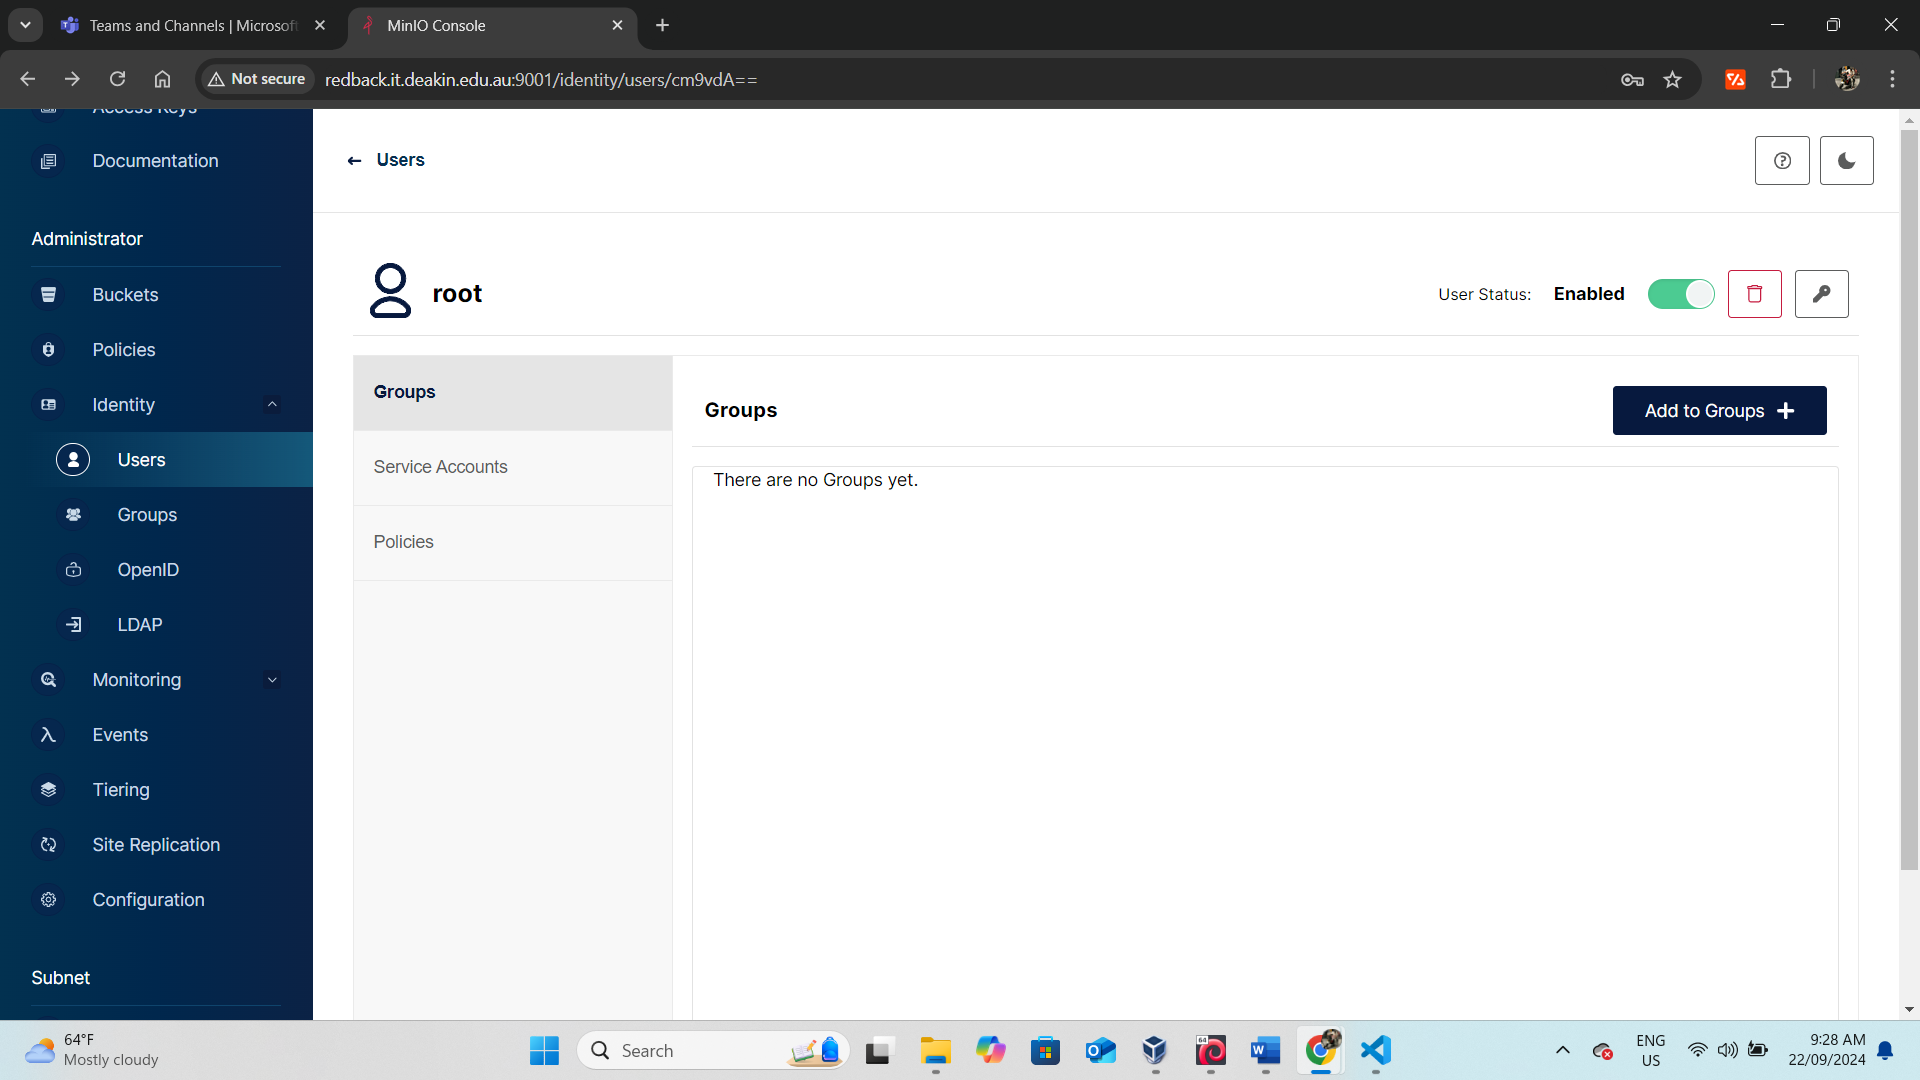 Teams and Channels | Microsoft
MinIO Console
Not secure
redback.it.deakin.edu.au:9001/identity/users/cm9vdA==
Access Keys
Documentation
Administrator
Buckets
Policies
Identity
Users
Groups
OpenID
LDAP
Monitoring
Events
Tiering
Site Replication
Configuration
Subnet
Users
root
User Status: Enabled
Groups
Service Accounts
Policies
Groups
Add to Groups
There are no Groups yet.
64°F
Mostly cloudy
Search
64
ENG
US
9:28 AM
22/09/2024